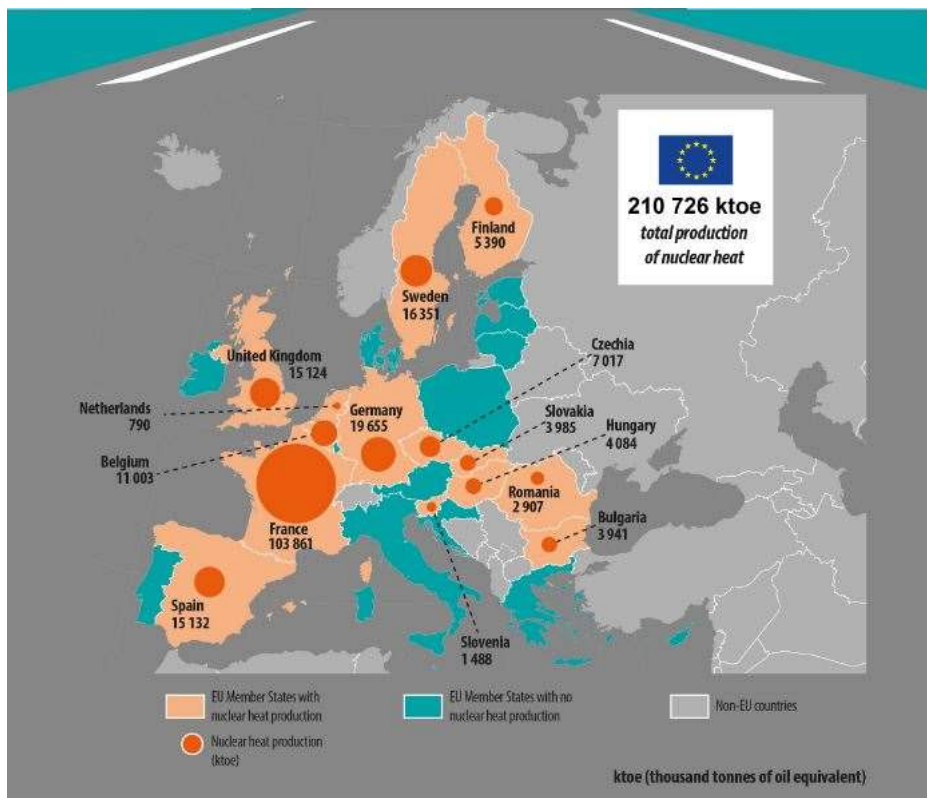 210 726 ktoe
total production
of nuclear heat
Finland
5 390
Sweden
16 351
Czechia
7 017
United Kingdom
15 124
Netherlands
790
Germany
19 655
Slovakia
3 985
Hungary
4 084
Belgium
11 003
Romania
2 907
Bulgaria
3 941
France
103 861
Spain
15 132
Slovenia
1 488
EU Member States with
nuclear heat production
EU Member States with no
nuclear heat production
Non-EU countries
Nuclear heat production
(ktoe)
ktoe (thousand tonnes of oil equivalent)